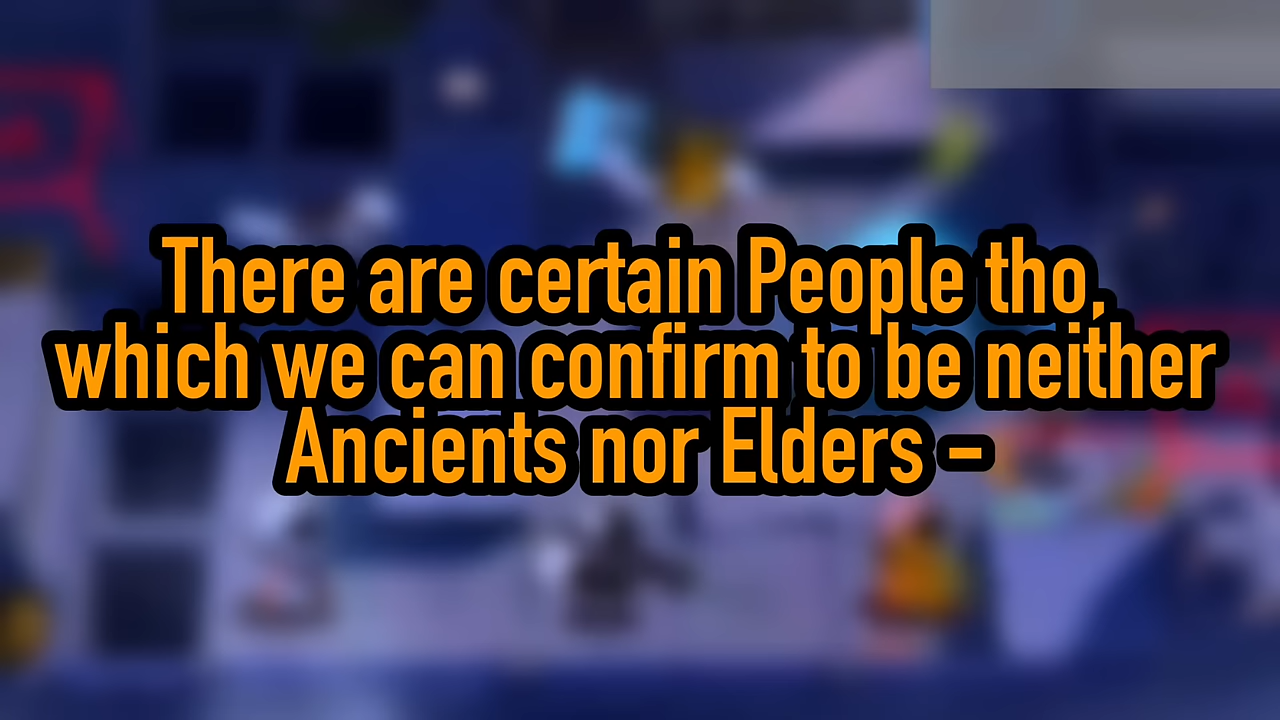 There are certain People tho,
which we can confirm to be neither
Ancients nor Elders –